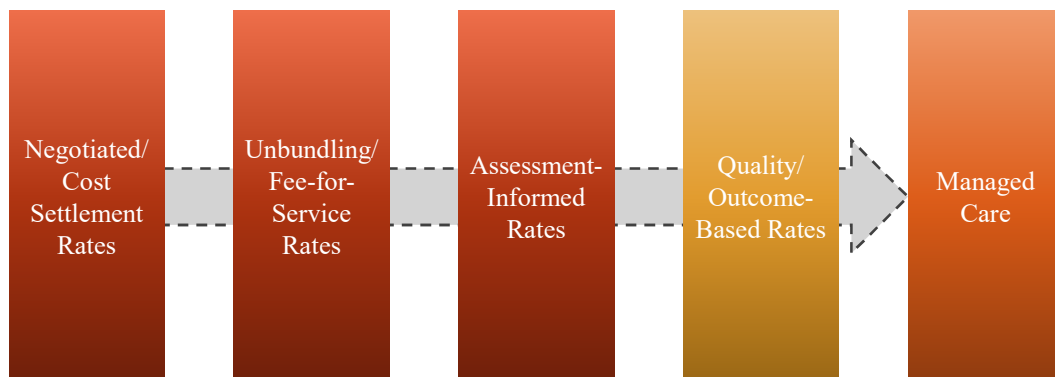 Negotiated/
Cost
Settlement
Rates
Unbundling/
Fee-for-
Service
Rates
Assessment-
Informed
Rates
Quality/
Outcome-
Based Rates
Managed
Care